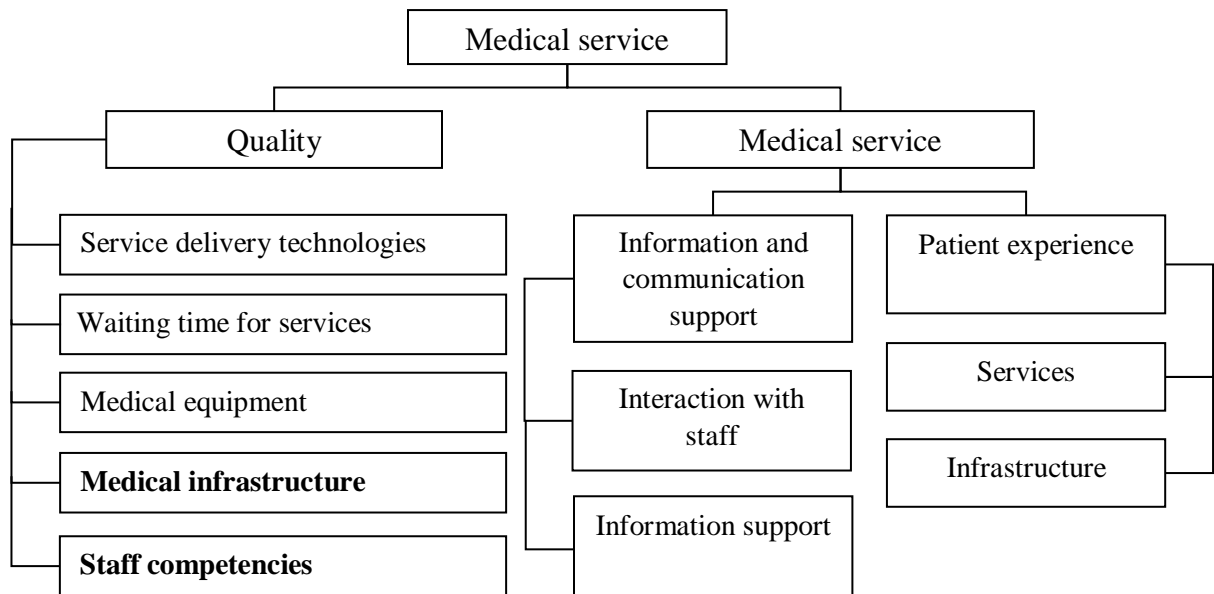 Medical service
Quality
Medical service
Service delivery technologies
Waiting time for services
Medical equipment
Medical infrastructure
Staff competencies
Information and
communication
support
Interaction with
staff
Information support
Patient experience
Services
Infrastructure